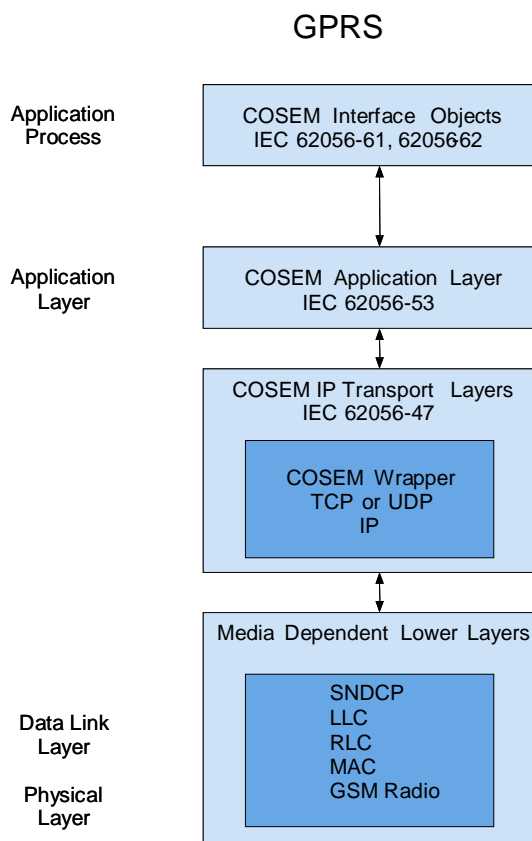 GPRS
Application
Process
COSEM Interface Objects
IEC 62056-61, 62056-62
Application
Layer
COSEM Application Layer
IEC 62056-53
COSEM IP Transport Layers
IEC 62056-47
COSEM Wrapper
TCP or UDP
IP
Media Dependent Lower Layers
Data Link
Layer
Physical
Layer
SNDCP
LLC
RLC
MAC
GSM Radio